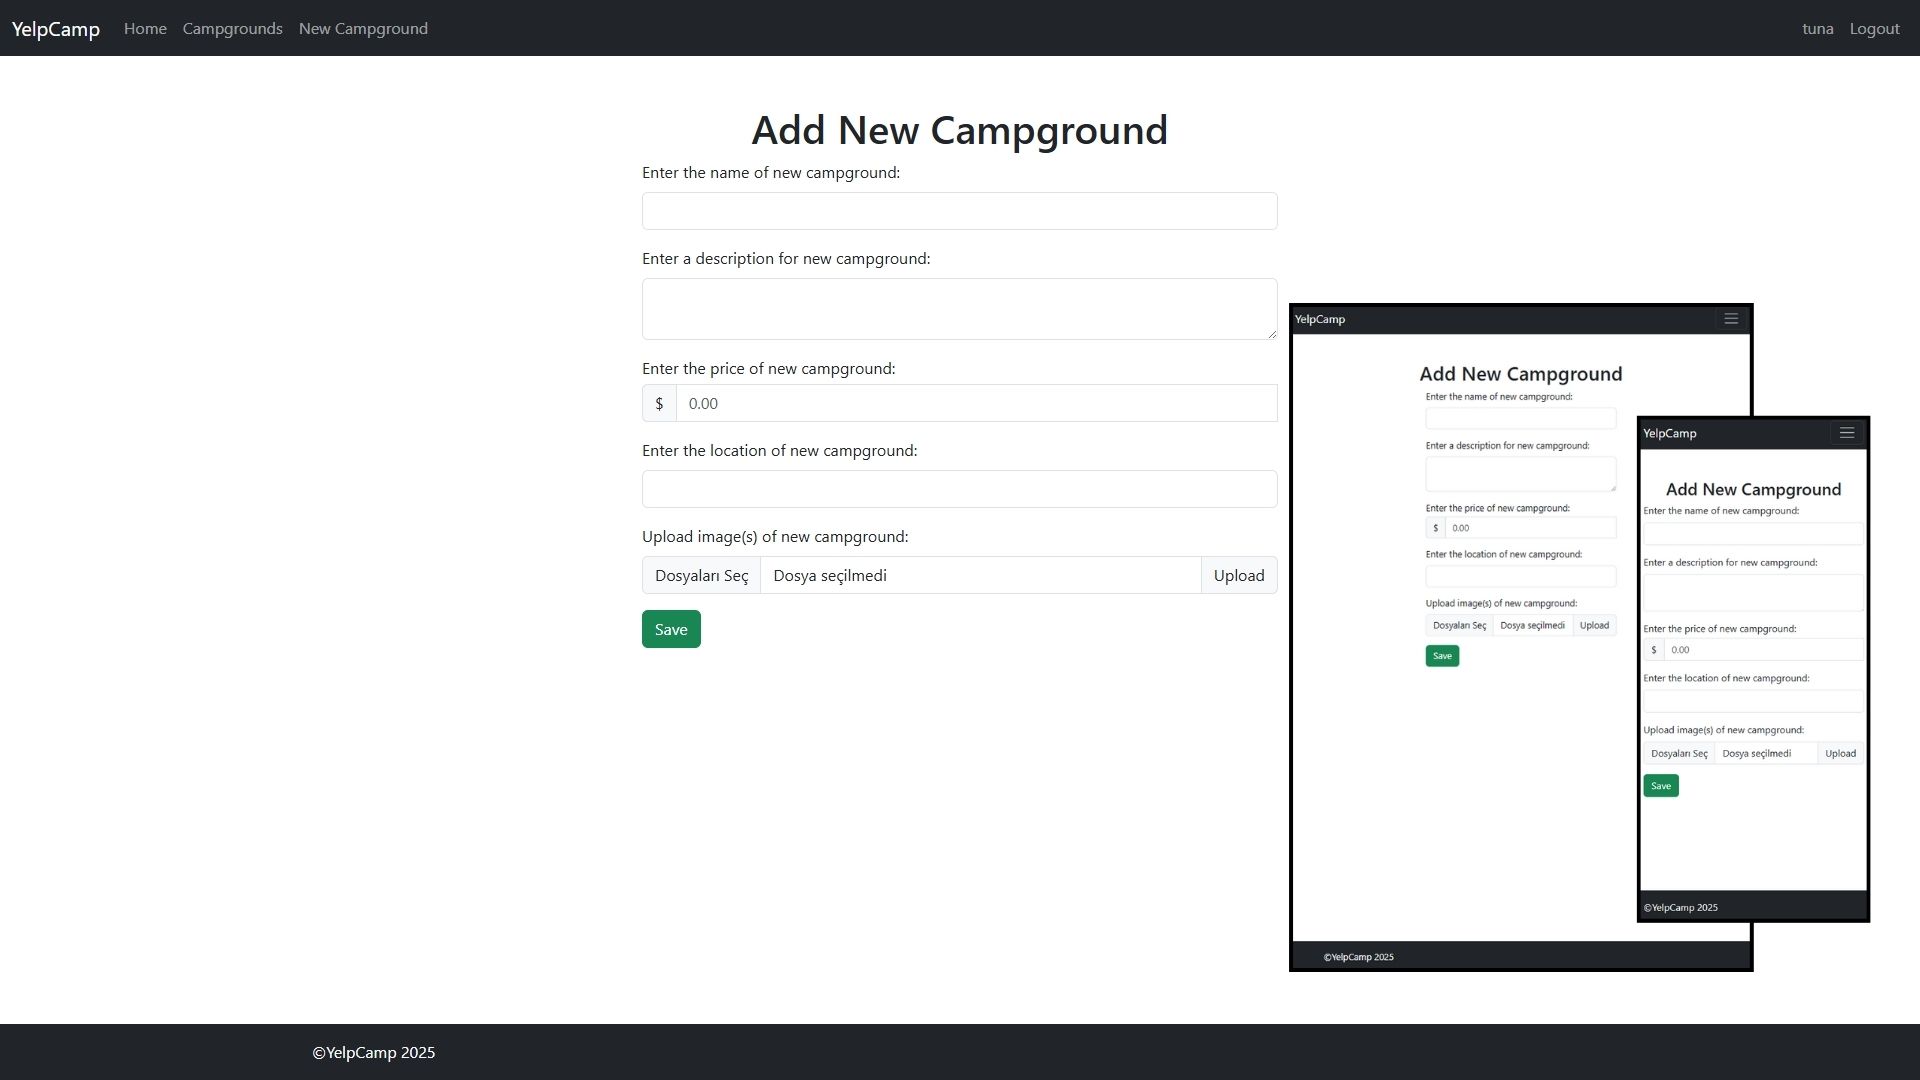 YelpCamp Home Campgrounds New Campground tuna Logout
Add New Campground
Enter the name of new campground:
Enter a description for new campground:
Enter the price of new campground:
$ 0.00
Enter the location of new campground:
Upload image(s) of new campground:
Dosyaları Seç Dosya seçilmedi Upload
Save
©YelpCamp 2025
YelpCamp
Add New Campground
Enter the name of new campground:
Enter a description for new campground:
Enter the price of new campground:
$ 0.00
Enter the location of new campground:
Upload image(s) of new campground:
Dosyaları Seç Dosya seçilmedi Upload
Save
©YelpCamp 2025
YelpCamp
Add New Campground
Enter the name of new campground:
Enter a description for new campground:
Enter the price of new campground:
$ 0.00
Enter the location of new campground:
Upload image(s) of new campground:
Dosyaları Seç Dosya seçilmedi Upload
Save
©YelpCamp 2025